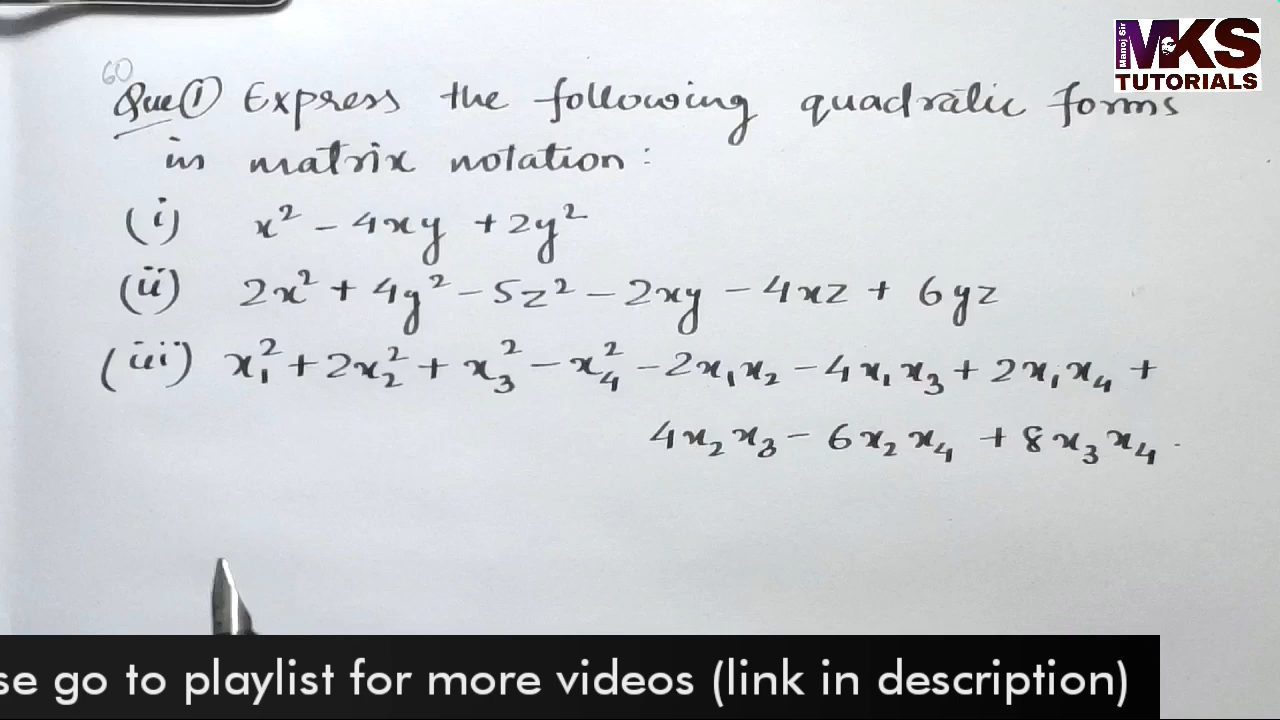 Manoj Sir
MKS
TUTORIALS
60
Que① Express the following quadratic forms
in matrix notation :
(i) x² - 4xy + 2y²
(ii) 2x² + 4y² - 5z² - 2xy - 4xz + 6yz
(iii) x₁² + 2x₂² + x₃² - x₄² - 2x₁x₂ - 4x₁x₃ + 2x₁x₄ +
4x₂x₃ - 6x₂x₄ + 8x₃x₄.
se go to playlist for more videos (link in description)